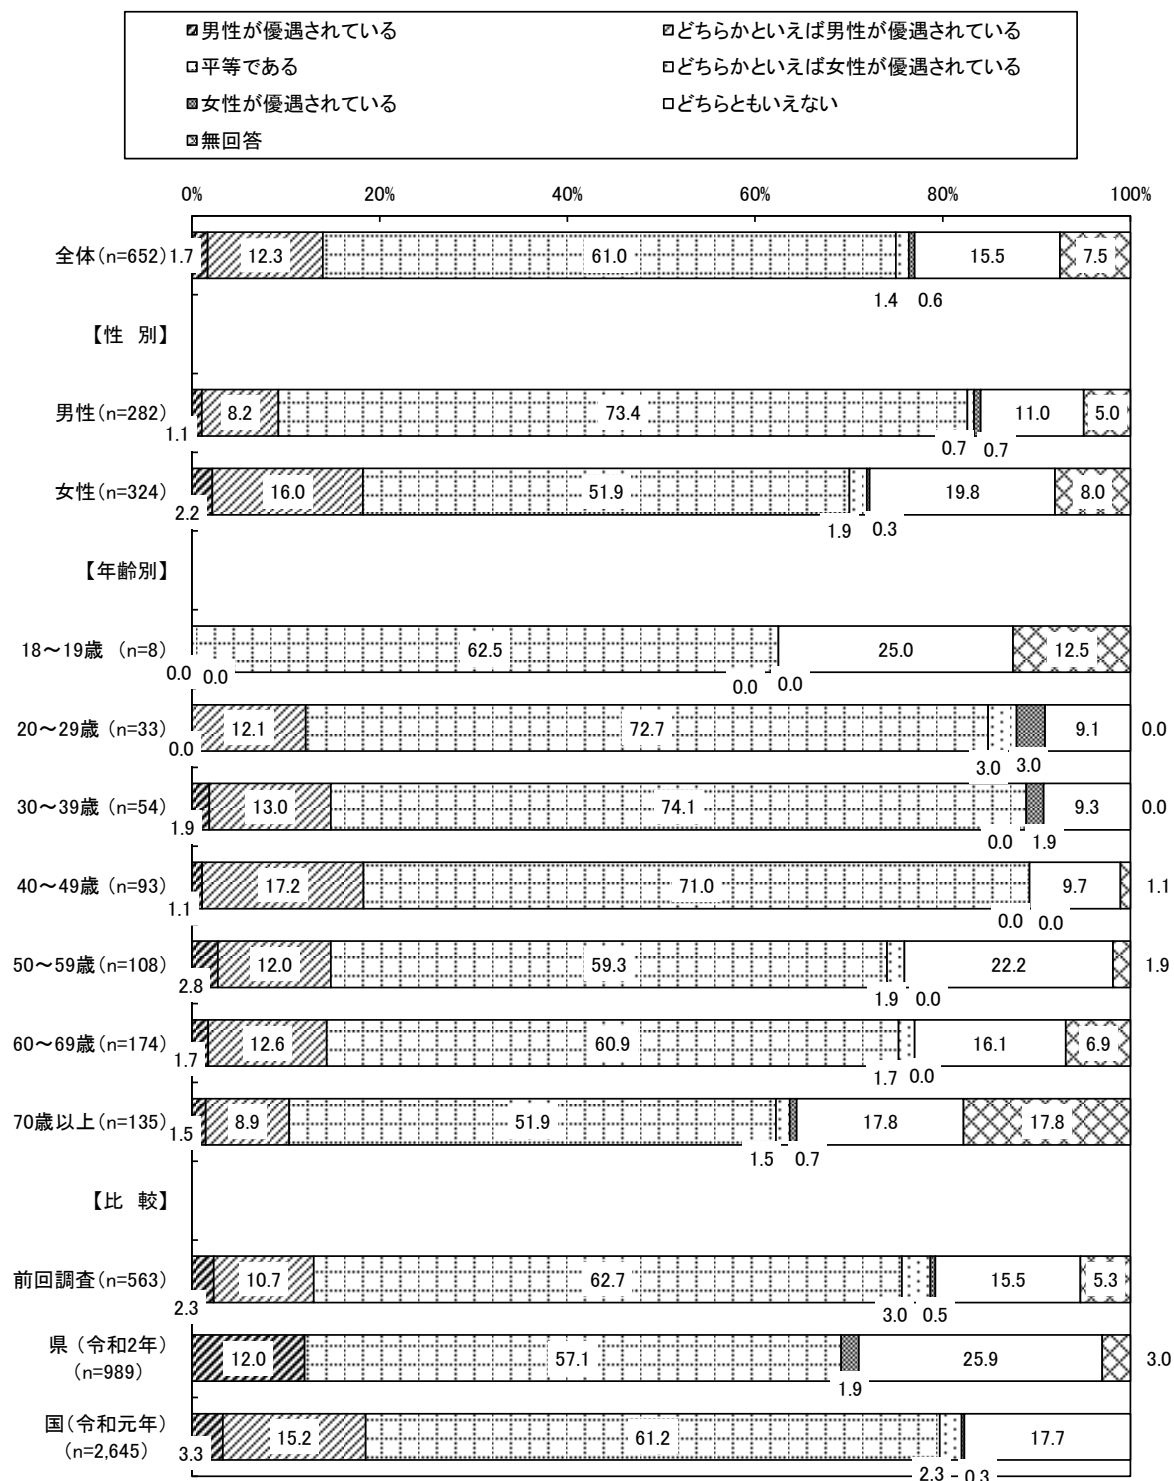 男性が優遇されている どちらかといえば男性が優遇されている
平等である どちらかといえば女性が優遇されている
女性が優遇されている どちらともいえない
無回答
0% 20% 40% 60% 80% 100%
全体(n=652) 1.7 12.3 61.0 15.5 7.5
1.4 0.6
【性 別】
男性(n=282) 8.2 73.4 11.0 5.0
1.1 0.7 0.7
女性(n=324) 16.0 51.9 19.8 8.0
2.2 1.9 0.3
【年齢別】
18～19歳 (n=8) 62.5 25.0 12.5
0.0 0.0 0.0 0.0
20～29歳 (n=33) 12.1 72.7 9.1 0.0
0.0 3.0 3.0
30～39歳 (n=54) 13.0 74.1 9.3 0.0
1.9 0.0 1.9
40～49歳 (n=93) 17.2 71.0 9.7 1.1
1.1 0.0 0.0
50～59歳(n=108) 12.0 59.3 22.2 1.9
2.8 1.9 0.0
60～69歳(n=174) 12.6 60.9 16.1 6.9
1.7 1.7 0.0
70歳以上(n=135) 8.9 51.9 17.8 17.8
1.5 1.5 0.7
【比 較】
前回調査(n=563) 10.7 62.7 15.5 5.3
2.3 3.0 0.5
県 (令和2年)
(n=989) 12.0 57.1 25.9 3.0
1.9
国(令和元年)
(n=2,645) 15.2 61.2 17.7
3.3 2.3 0.3